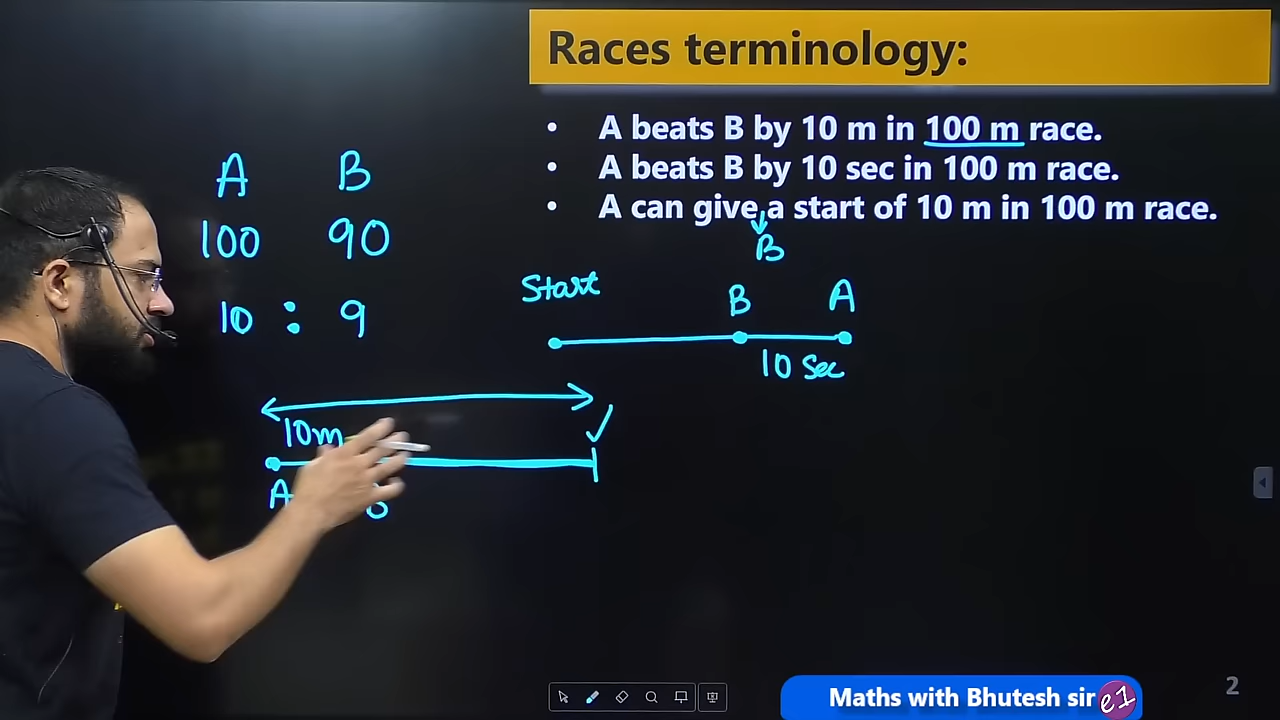 Races terminology:
• A beats B by 10 m in 100 m race.
• A beats B by 10 sec in 100 m race.
• A can give a start of 10 m in 100 m race.
B
A B
100 90
10 : 9
Start B A
10 Sec
10m
A
Maths with Bhutesh sir e1
2